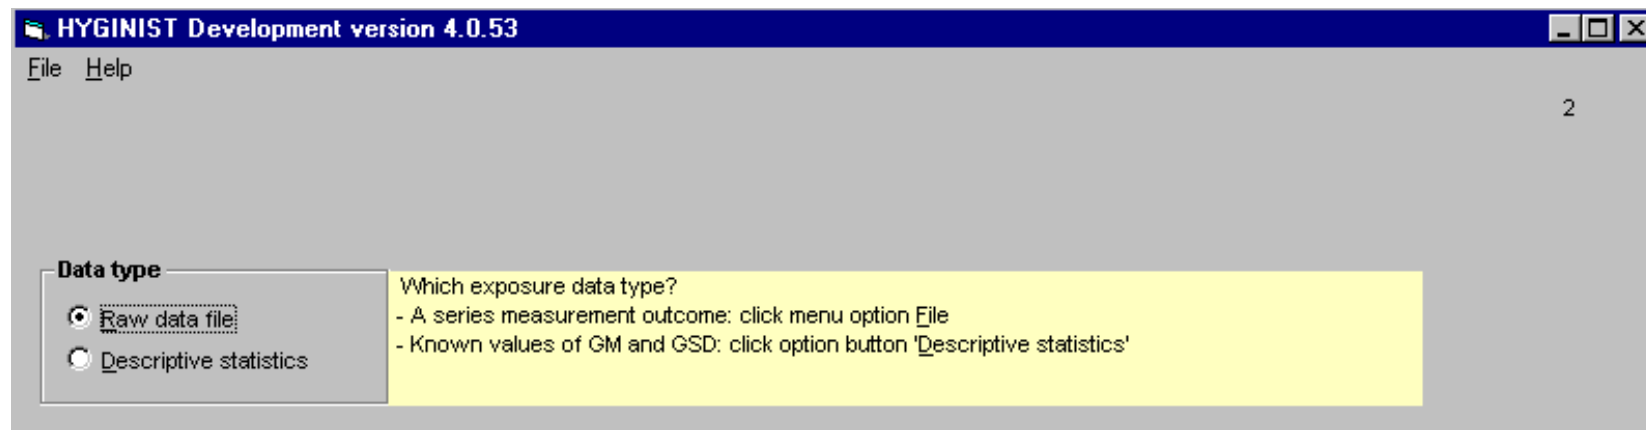 HYGINIST Development version 4.0.53
File Help
2
Data type
Raw data file
Descriptive statistics
Which exposure data type?
- A series measurement outcome: click menu option File
- Known values of GM and GSD: click option button 'Descriptive statistics'